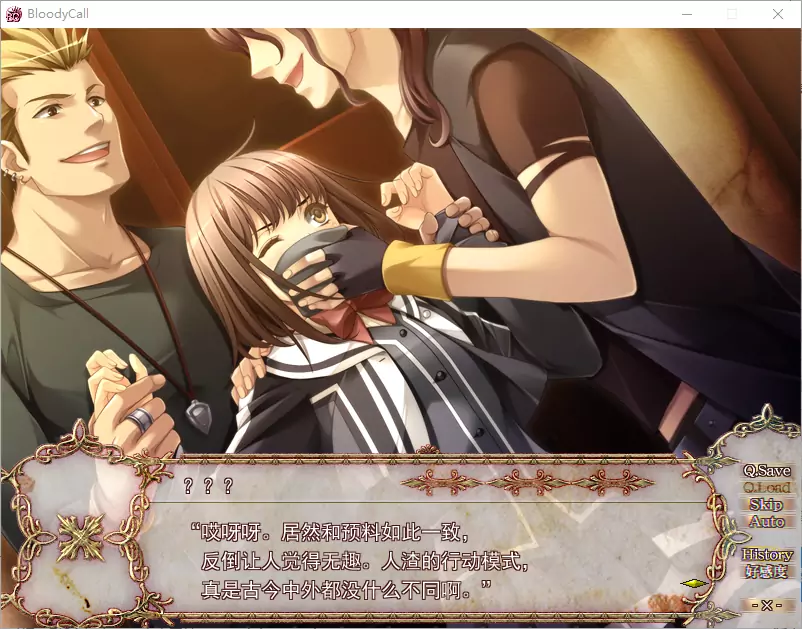 BloodyCall
？？？
“哎呀呀。居然和预料如此一致，
反倒让人觉得无趣。人渣的行动模式，
真是古今中外都没什么不同啊。”
Q.Save
Q.Load
Skip
Auto
History
好感度
-×-